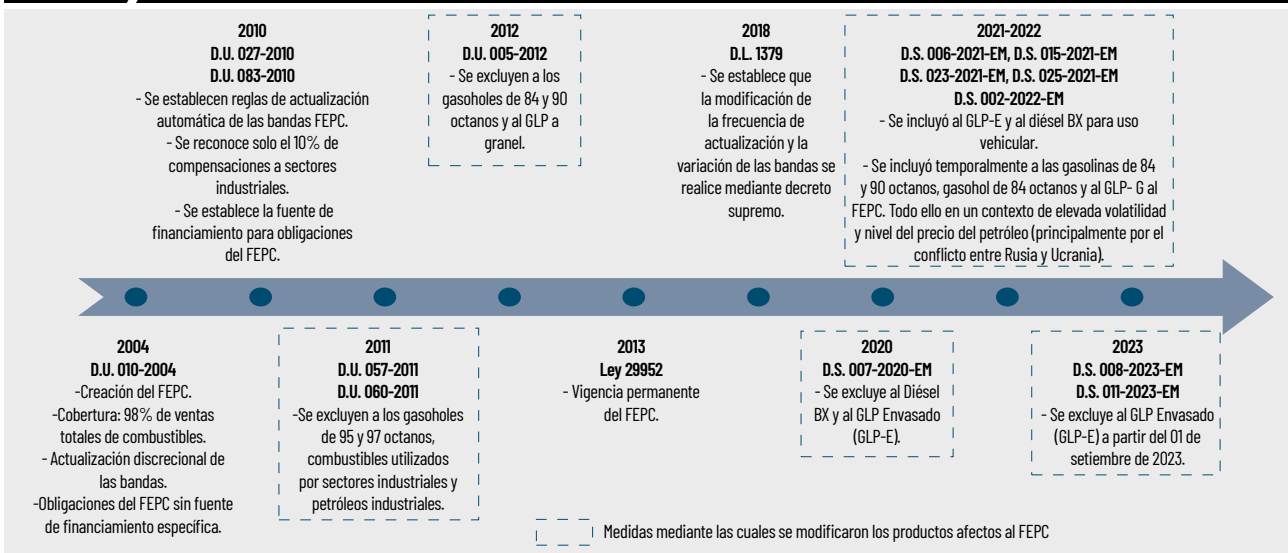 2010
D.U. 027-2010
D.U. 083-2010
- Se establecen reglas de actualización
automática de las bandas FEPC.
- Se reconoce solo el 10% de
compensaciones a sectores
industriales.
- Se establece la fuente de
financiamiento para obligaciones
del FEPC.
2012
D.U. 005-2012
- Se excluyen a los
gasoholes de 84 y 90
octanos y al GLP a
granel.
2018
D.L. 1379
- Se establece que
la modificación de
la frecuencia de
actualización y la
variación de las bandas se
realice mediante decreto
supremo.
2021-2022
D.S. 006-2021-EM, D.S. 015-2021-EM
D.S. 023-2021-EM, D.S. 025-2021-EM
D.S. 002-2022-EM
- Se incluyó al GLP-E y al diésel BX para uso
vehicular.
- Se incluyó temporalmente a las gasolinas de 84
y 90 octanos, gasohol de 84 octanos y al GLP- G al
FEPC. Todo ello en un contexto de elevada volatilidad
y nivel del precio del petróleo (principalmente por el
conflicto entre Rusia y Ucrania).
2004
D.U. 010-2004
-Creación del FEPC.
-Cobertura: 98% de ventas
totales de combustibles.
- Actualización discrecional de
las bandas.
-Obligaciones del FEPC sin fuente
de financiamiento específica.
2011
D.U. 057-2011
D.U. 060-2011
-Se excluyen a los gasoholes
de 95 y 97 octanos,
combustibles utilizados
por sectores industriales y
petróleos industriales.
2013
Ley 29952
- Vigencia permanente
del FEPC.
2020
D.S. 007-2020-EM
- Se excluye al Diésel
BX y al GLP Envasado
(GLP-E).
2023
D.S. 008-2023-EM
D.S. 011-2023-EM
- Se excluye al GLP Envasado
(GLP-E) a partir del 01 de
setiembre de 2023.
Medidas mediante las cuales se modificaron los productos afectos al FEPC